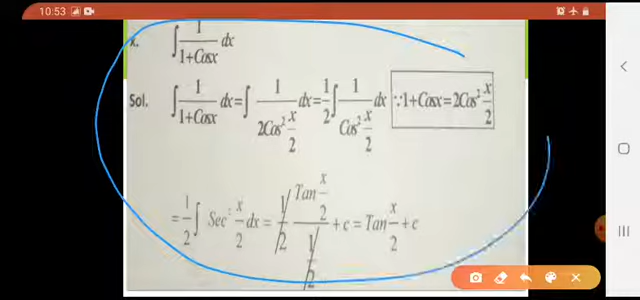 10:53
x. ∫ 1/(1+Cosx) dx
Sol. ∫ 1/(1+Cosx) dx = ∫ 1/(2Cos² x/2) dx = 1/2 ∫ 1/(Cos² x/2) dx ∵ 1+Cosx = 2Cos² x/2
= 1/2 ∫ Sec² x/2 dx = 1/2 (Tan x/2)/(1/2) + c = Tan x/2 + c